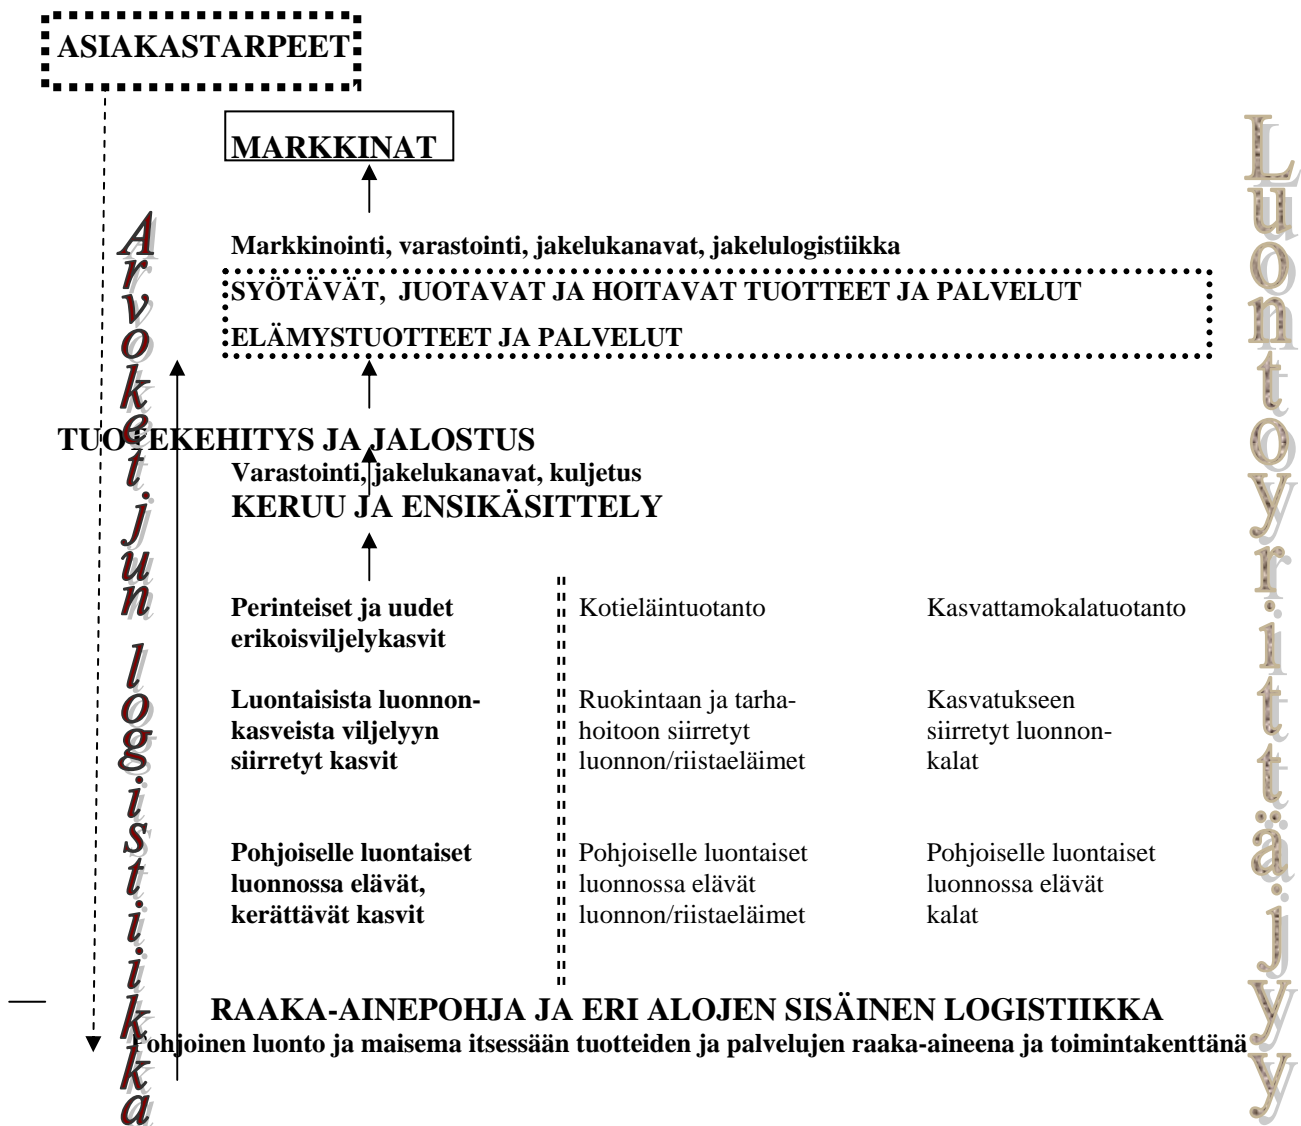 ASIAKASTARPEET
MARKKINAT
Markkinointi, varastointi, jakelukanavat, jakelulogistiikka
SYÖTÄVÄT, JUOTAVAT JA HOITAVAT TUOTTEET JA PALVELUT
ELÄMYSTUOTTEET JA PALVELUT
TUOTEKEHITYS JA JALOSTUS
Varastointi, jakelukanavat, kuljetus
KERUU JA ENSIKÄSITTELY
Perinteiset ja uudet
erikoisviljelykasvit
Kotieläintuotanto
Kasvattamokalatuotanto
Luontaisista luonnon-
kasveista viljelyyn
siirretyt kasvit
Ruokintaan ja tarha-
hoitoon siirretyt
luonnon/riistaeläimet
Kasvatukseen
siirretyt luonnon-
kalat
Pohjoiselle luontaiset
luonnossa elävät,
kerättävät kasvit
Pohjoiselle luontaiset
luonnossa elävät
luonnon/riistaeläimet
Pohjoiselle luontaiset
luonnossa elävät
kalat
RAAKA-AINEPOHJA JA ERI ALOJEN SISÄINEN LOGISTIIKKA
Pohjoinen luonto ja maisema itsessään tuotteiden ja palvelujen raaka-aineena ja toimintakenttänä
Arvoketjun logistiikka
Luontoyrittäjyy